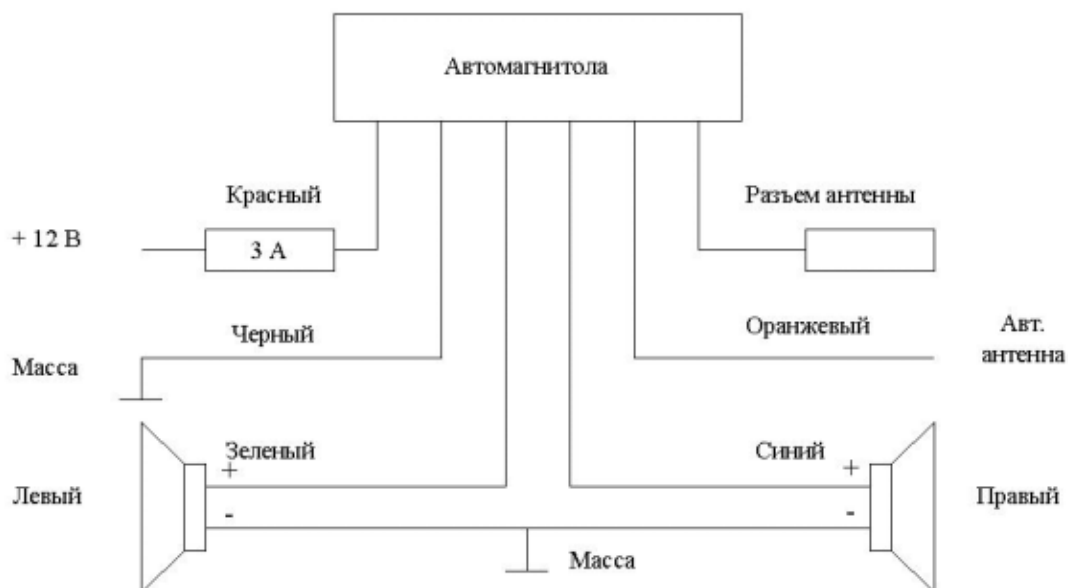 Автомагнитола
Красный
Разъем антенны
+ 12 В
3 А
Черный
Оранжевый
Авт.
антенна
Масса
Зеленый
Синий
+
+
Левый
Правый
-
-
Масса